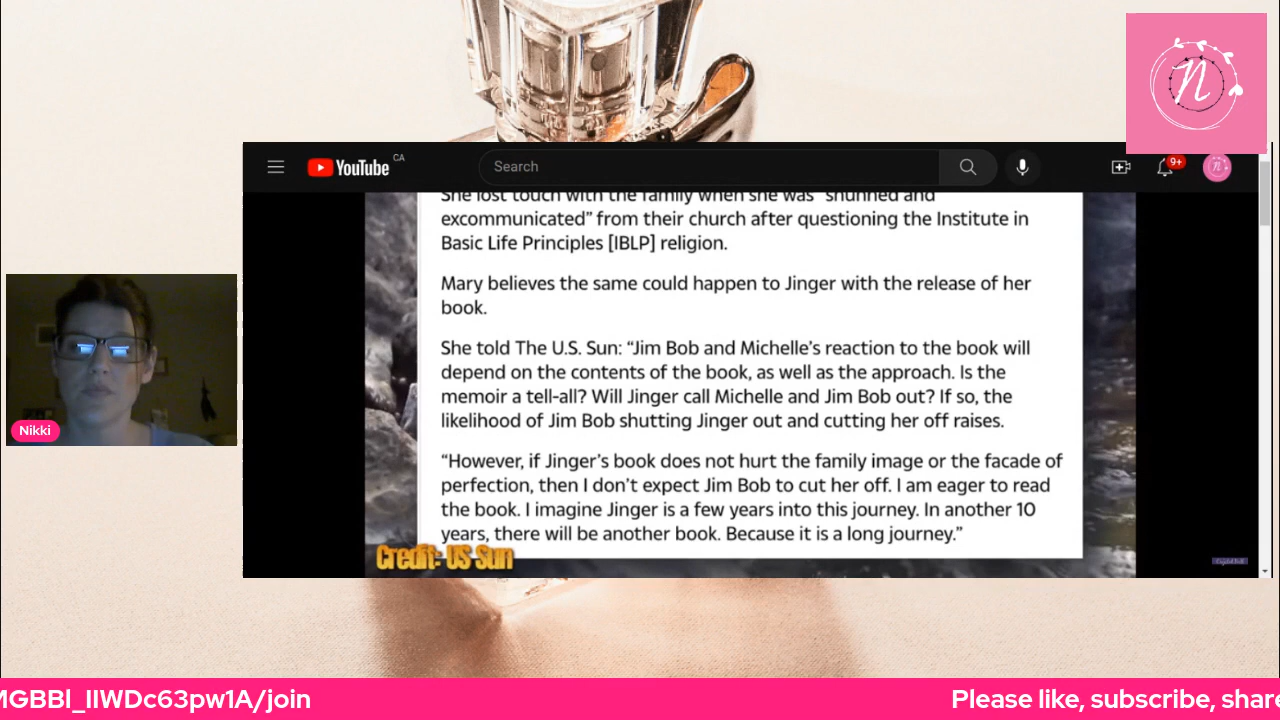 N
YouTube
CA
Search
9+
n
She lost touch with the family when she was "shunned and
excommunicated” from their church after questioning the Institute in
Basic Life Principles [IBLP] religion.
Mary believes the same could happen to Jinger with the release of her
book.
She told The U.S. Sun: “Jim Bob and Michelle’s reaction to the book will
depend on the contents of the book, as well as the approach. Is the
memoir a tell-all? Will Jinger call Michelle and Jim Bob out? If so, the
likelihood of Jim Bob shutting Jinger out and cutting her off raises.
“However, if Jinger’s book does not hurt the family image or the facade of
perfection, then I don’t expect Jim Bob to cut her off. I am eager to read
the book. I imagine Jinger is a few years into this journey. In another 10
years, there will be another book. Because it is a long journey.”
Credit: US Sun
Nikki
MGBBl_IIWDc63pw1A/join
Please like, subscribe, share